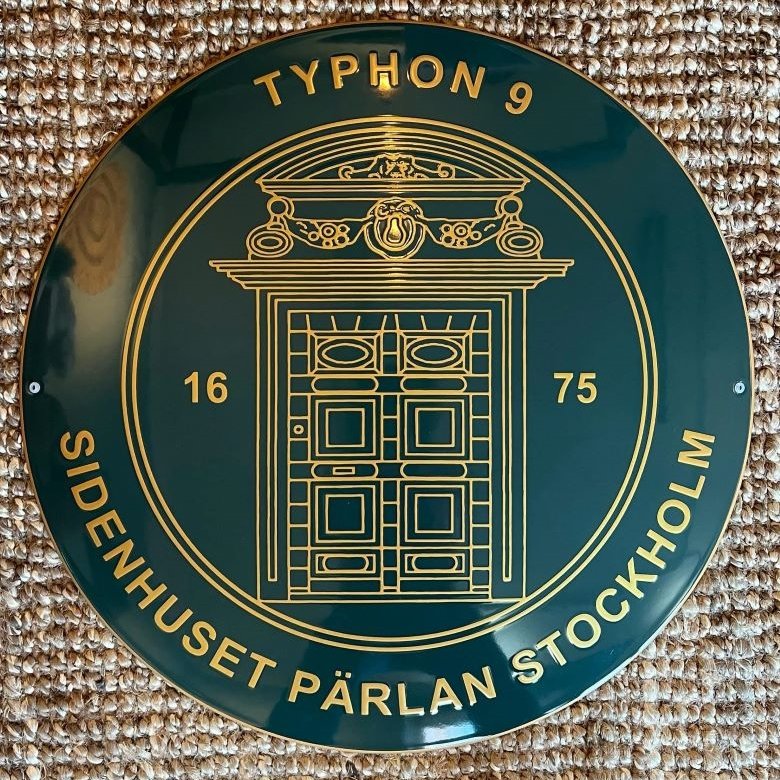 TYPHON 9
16 75
SIDENHUSET PÄRLAN STOCKHOLM